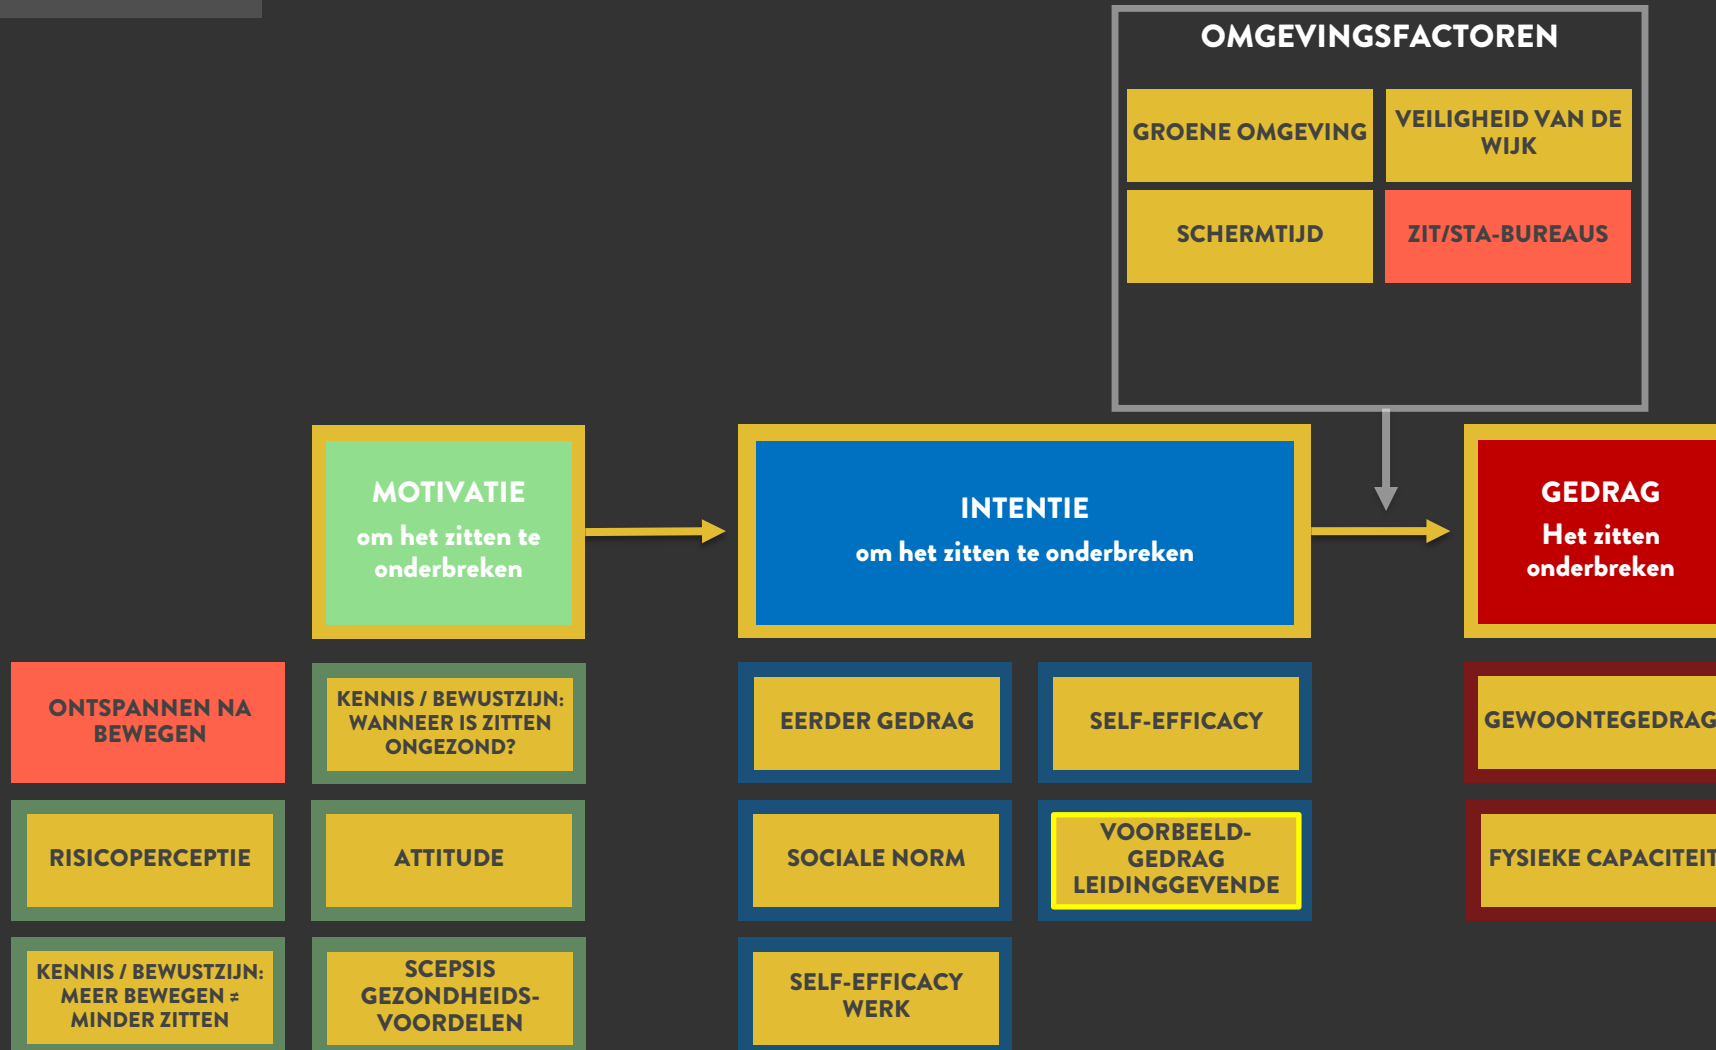 OMGEVINGSFACTOREN
GROENE OMGEVING
VEILIGHEID VAN DE
WIJK
SCHERMTIJD
ZIT/STA-BUREAUS
MOTIVATIE
om het zitten te
onderbreken
INTENTIE
om het zitten te onderbreken
GEDRAG
Het zitten
onderbreken
ONTSPANNEN NA
BEWEGEN
KENNIS / BEWUSTZIJN:
WANNEER IS ZITTEN
ONGEZOND?
EERDER GEDRAG
SELF-EFFICACY
GEWOONTEGEDRAG
RISICOPERCEPTIE
ATTITUDE
SOCIALE NORM
VOORBEELD-
GEDRAG
LEIDINGGEVENDE
FYSIEKE CAPACITEIT
KENNIS / BEWUSTZIJN:
MEER BEWEGEN ≠
MINDER ZITTEN
SCEPSIS
GEZONDHEIDS-
VOORDELEN
SELF-EFFICACY
WERK